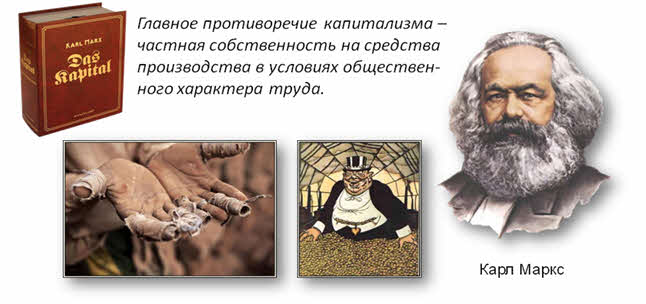 KARL MARX
Das
Kapital
Главное противоречие капитализма –
частная собственность на средства
производства в условиях обществен-
ного характера труда.
Карл Маркс